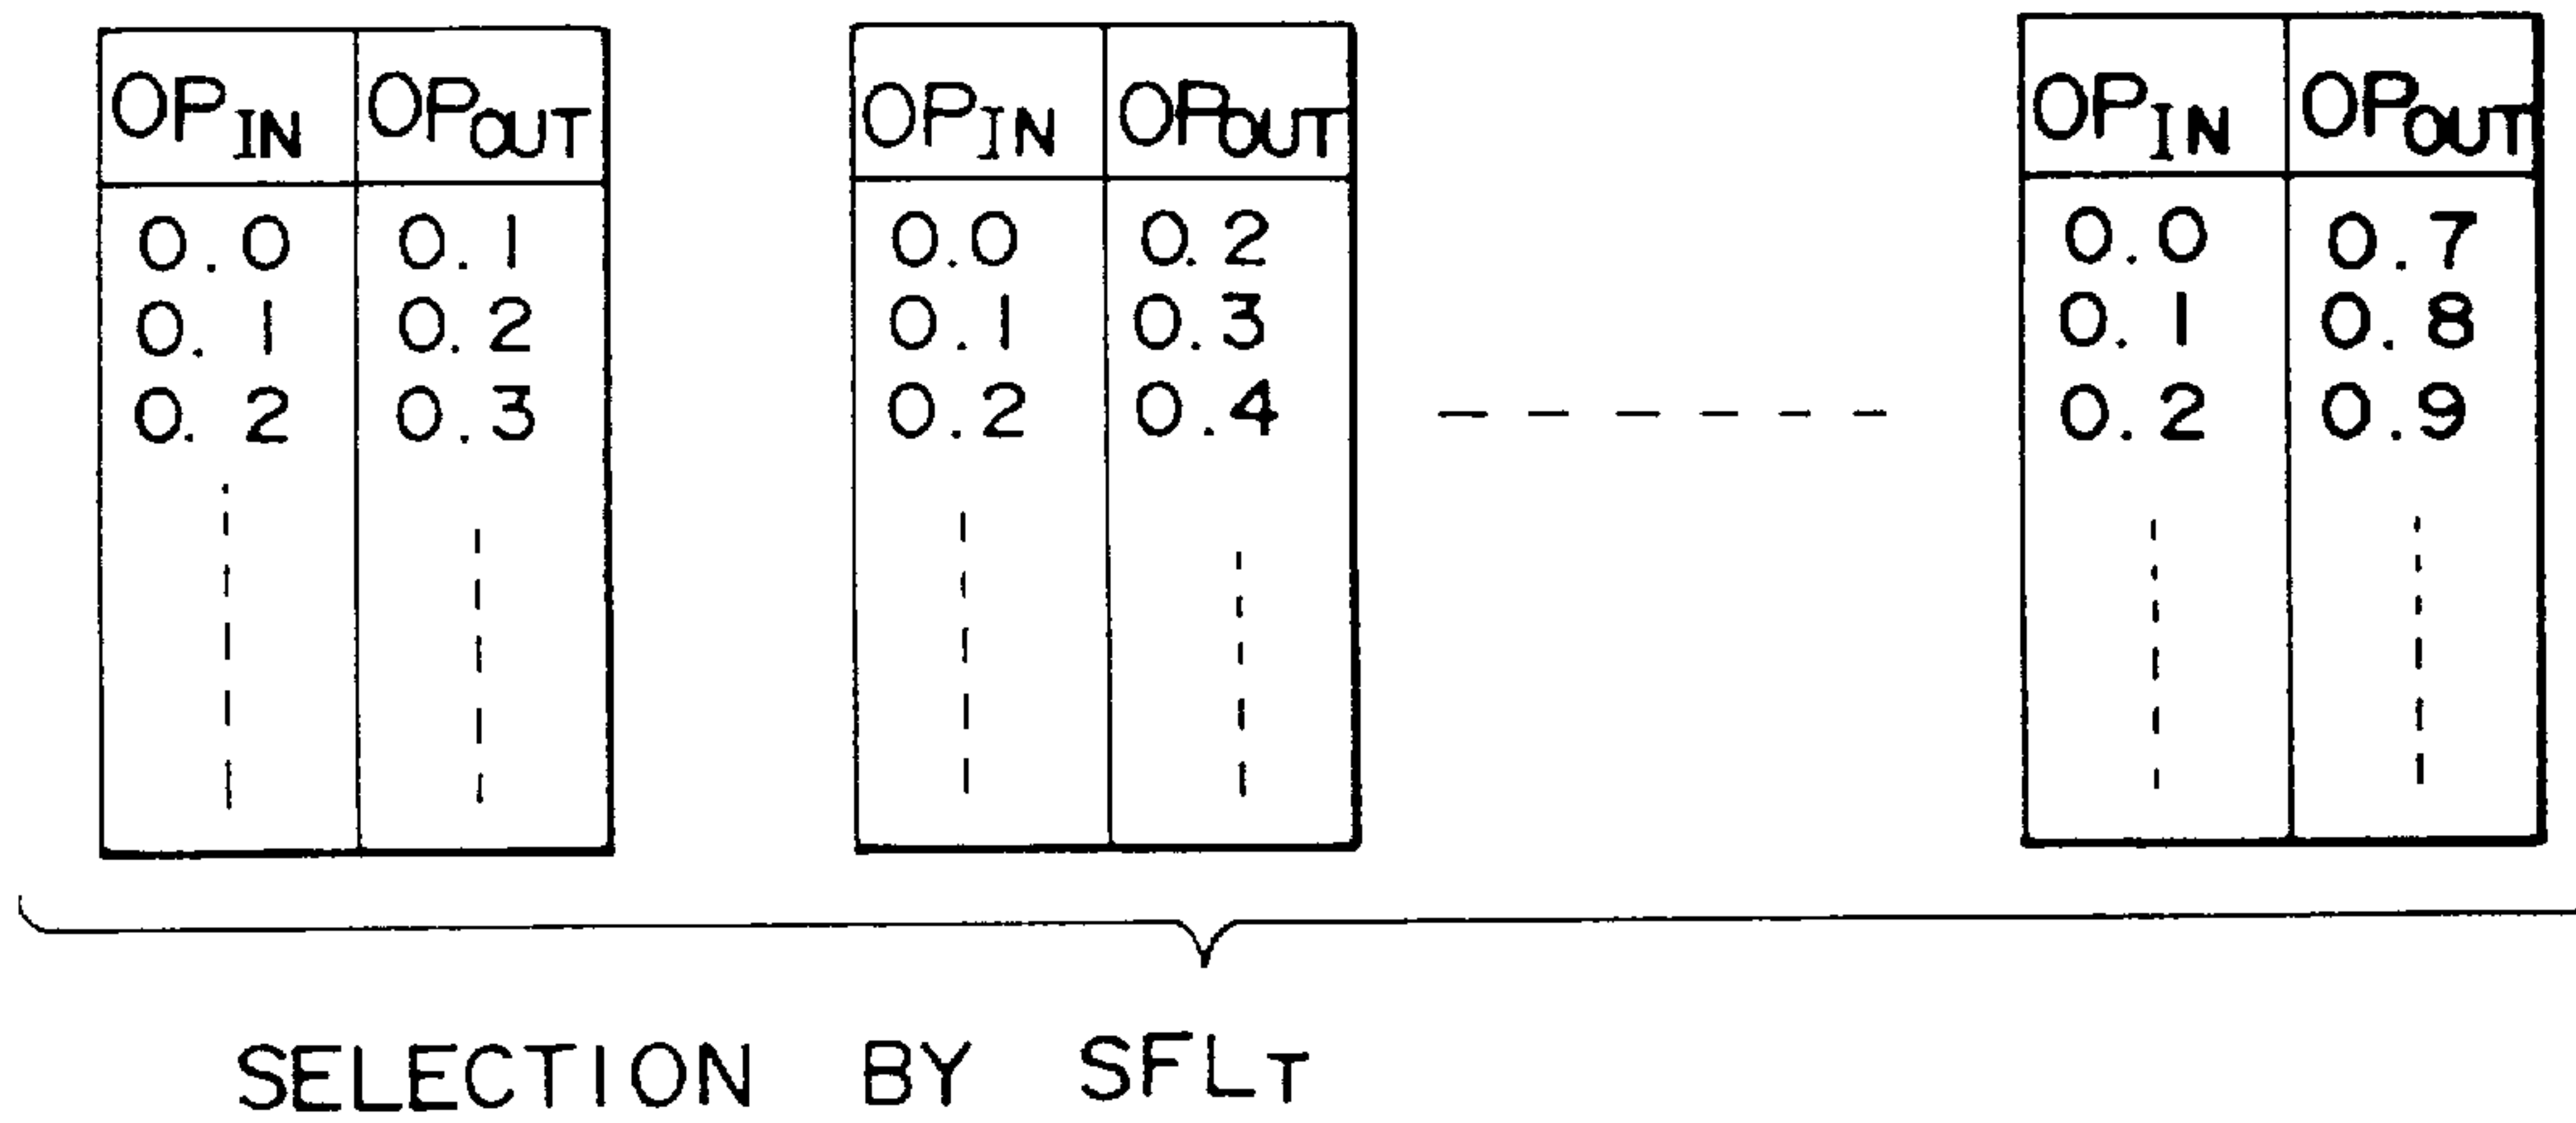 OP_IN OP_OUT OP_IN OP_OUT OP_IN OP_OUT
0.0 0.1 0.0 0.2 0.0 0.7
0.1 0.2 0.1 0.3 0.1 0.8
0.2 0.3 0.2 0.4 0.2 0.9
SELECTION BY SFL_T